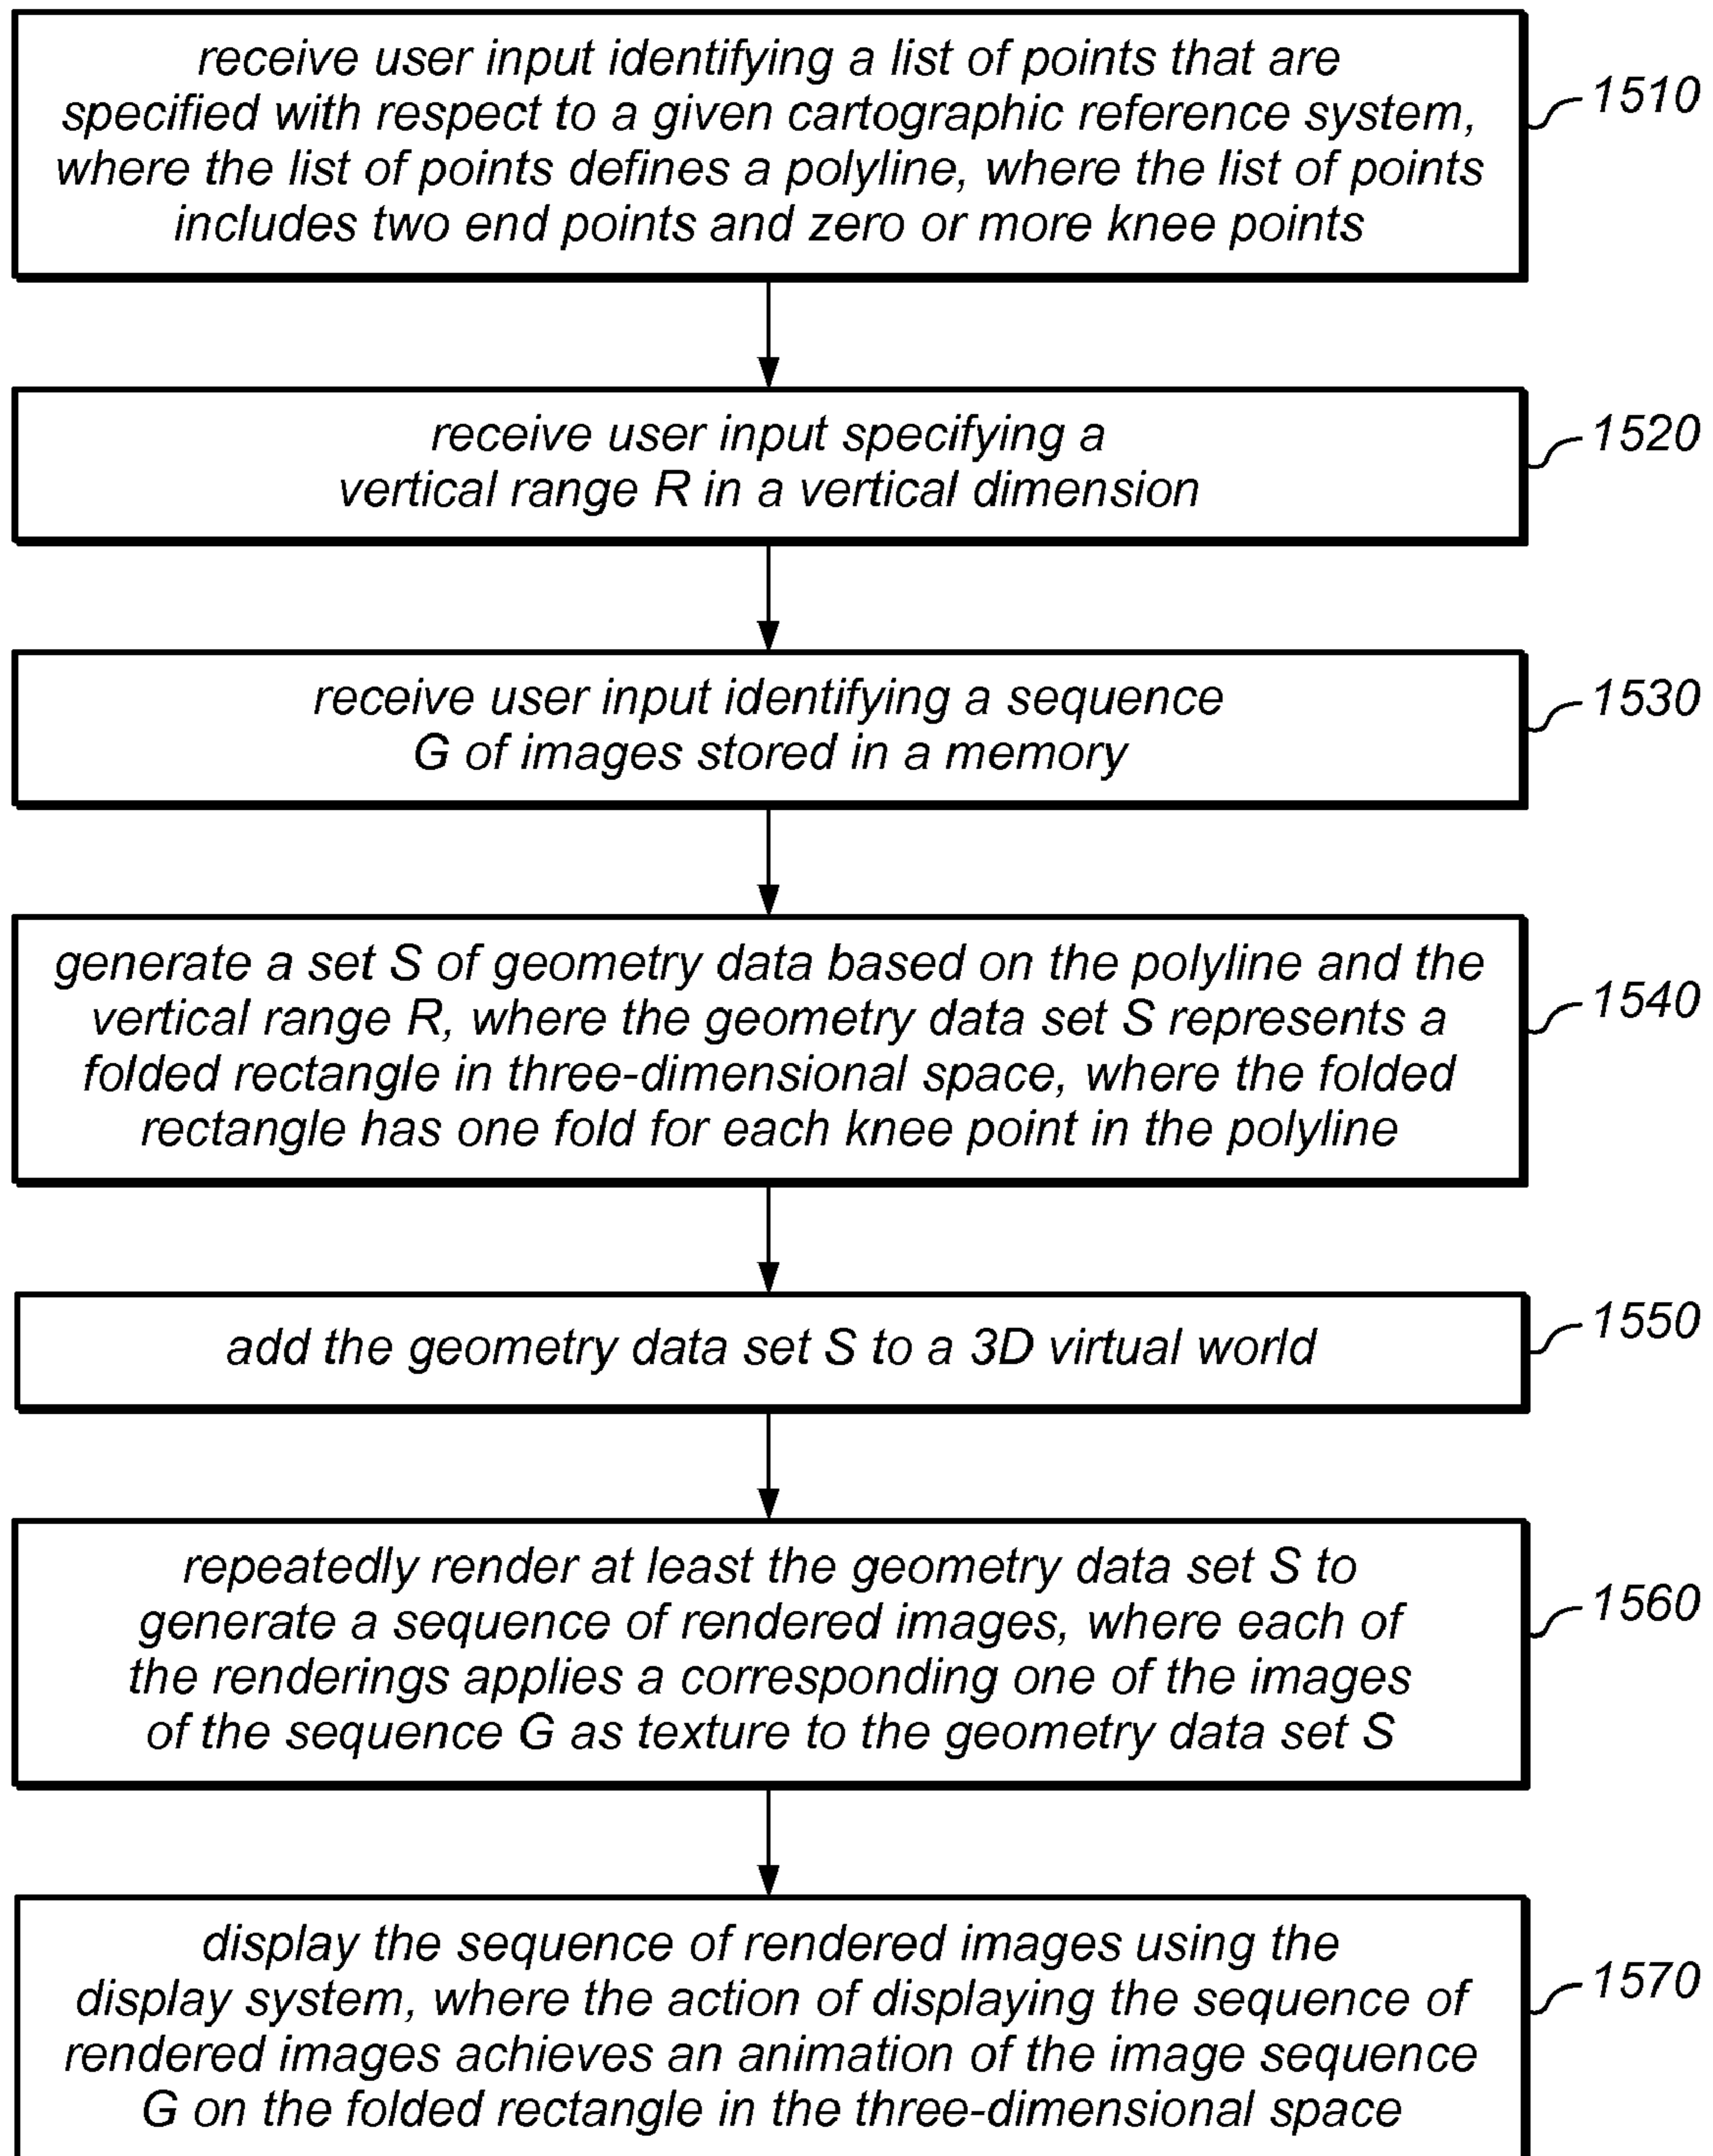 receive user input identifying a list of points that are
specified with respect to a given cartographic reference system,
where the list of points defines a polyline, where the list of points
includes two end points and zero or more knee points
1510
receive user input specifying a
vertical range R in a vertical dimension
1520
receive user input identifying a sequence
G of images stored in a memory
1530
generate a set S of geometry data based on the polyline and the
vertical range R, where the geometry data set S represents a
folded rectangle in three-dimensional space, where the folded
rectangle has one fold for each knee point in the polyline
1540
add the geometry data set S to a 3D virtual world
1550
repeatedly render at least the geometry data set S to
generate a sequence of rendered images, where each of
the renderings applies a corresponding one of the images
of the sequence G as texture to the geometry data set S
1560
display the sequence of rendered images using the
display system, where the action of displaying the sequence of
rendered images achieves an animation of the image sequence
G on the folded rectangle in the three-dimensional space
1570